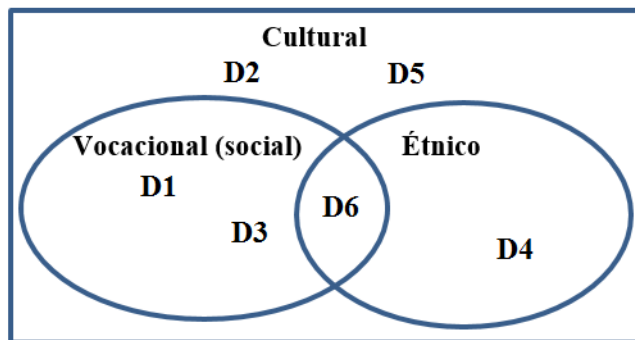 Cultural
D2 D5
Vocacional (social) Étnico
D1
D6
D3
D4